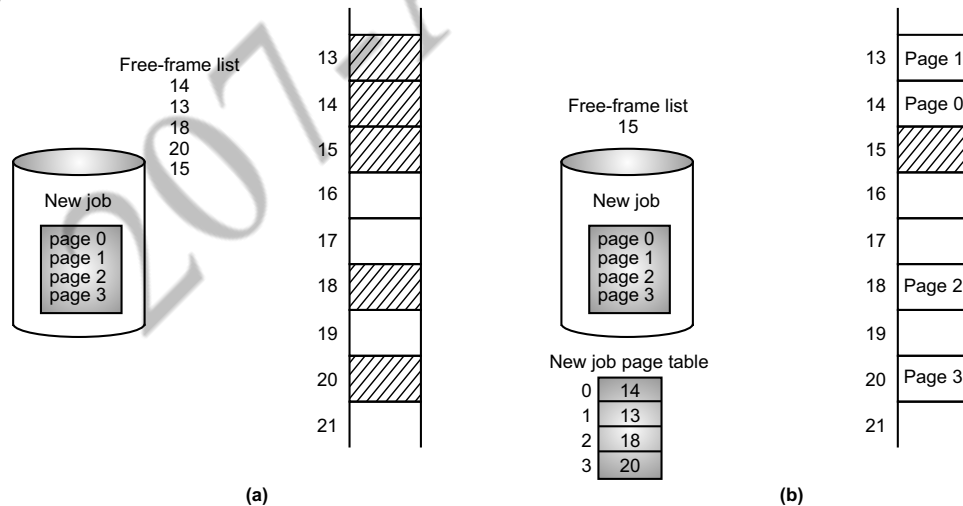 Free-frame list
14
13
18
20
15
New job
page 0
page 1
page 2
page 3
13
14
15
16
17
18
19
20
21
(a)
Free-frame list
15
New job
page 0
page 1
page 2
page 3
New job page table
0 14
1 13
2 18
3 20
13 Page 1
14 Page 0
15
16
17
18 Page 2
19
20 Page 3
21
(b)